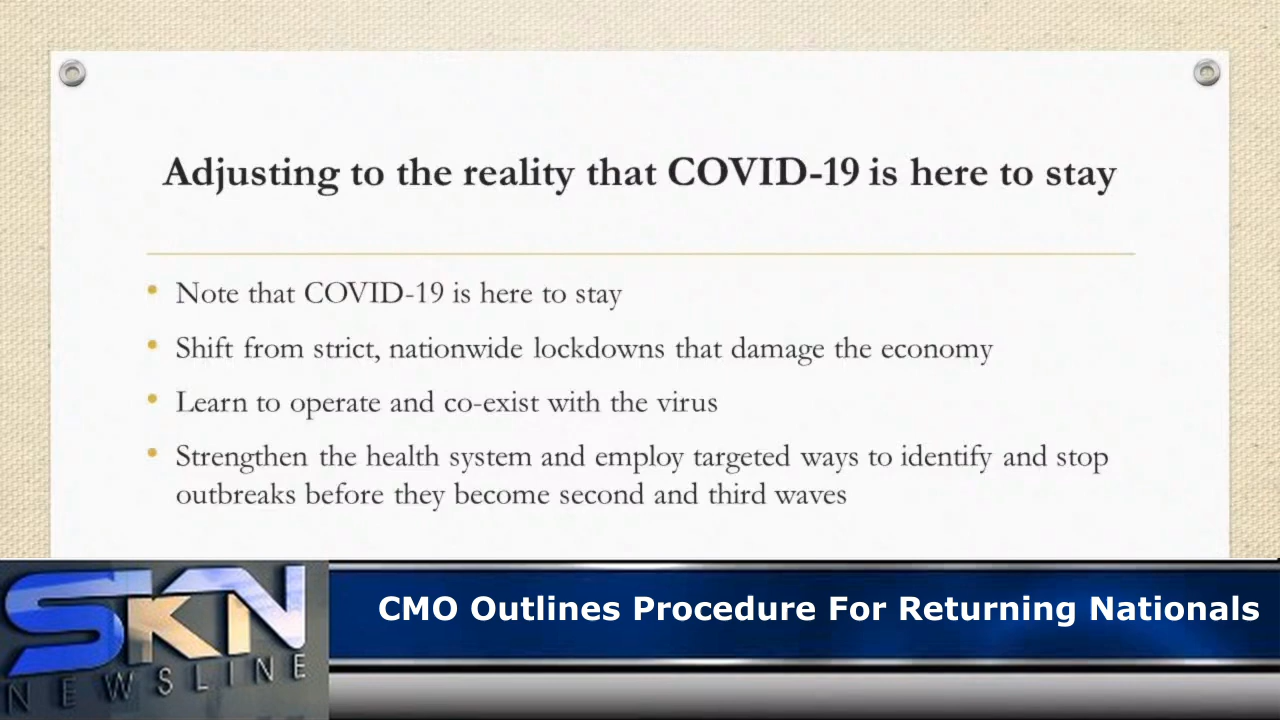 Adjusting to the reality that COVID-19 is here to stay
• Note that COVID-19 is here to stay
• Shift from strict, nationwide lockdowns that damage the economy
• Learn to operate and co-exist with the virus
• Strengthen the health system and employ targeted ways to identify and stop
outbreaks before they become second and third waves
SKN
NEWSLINE
CMO Outlines Procedure For Returning Nationals